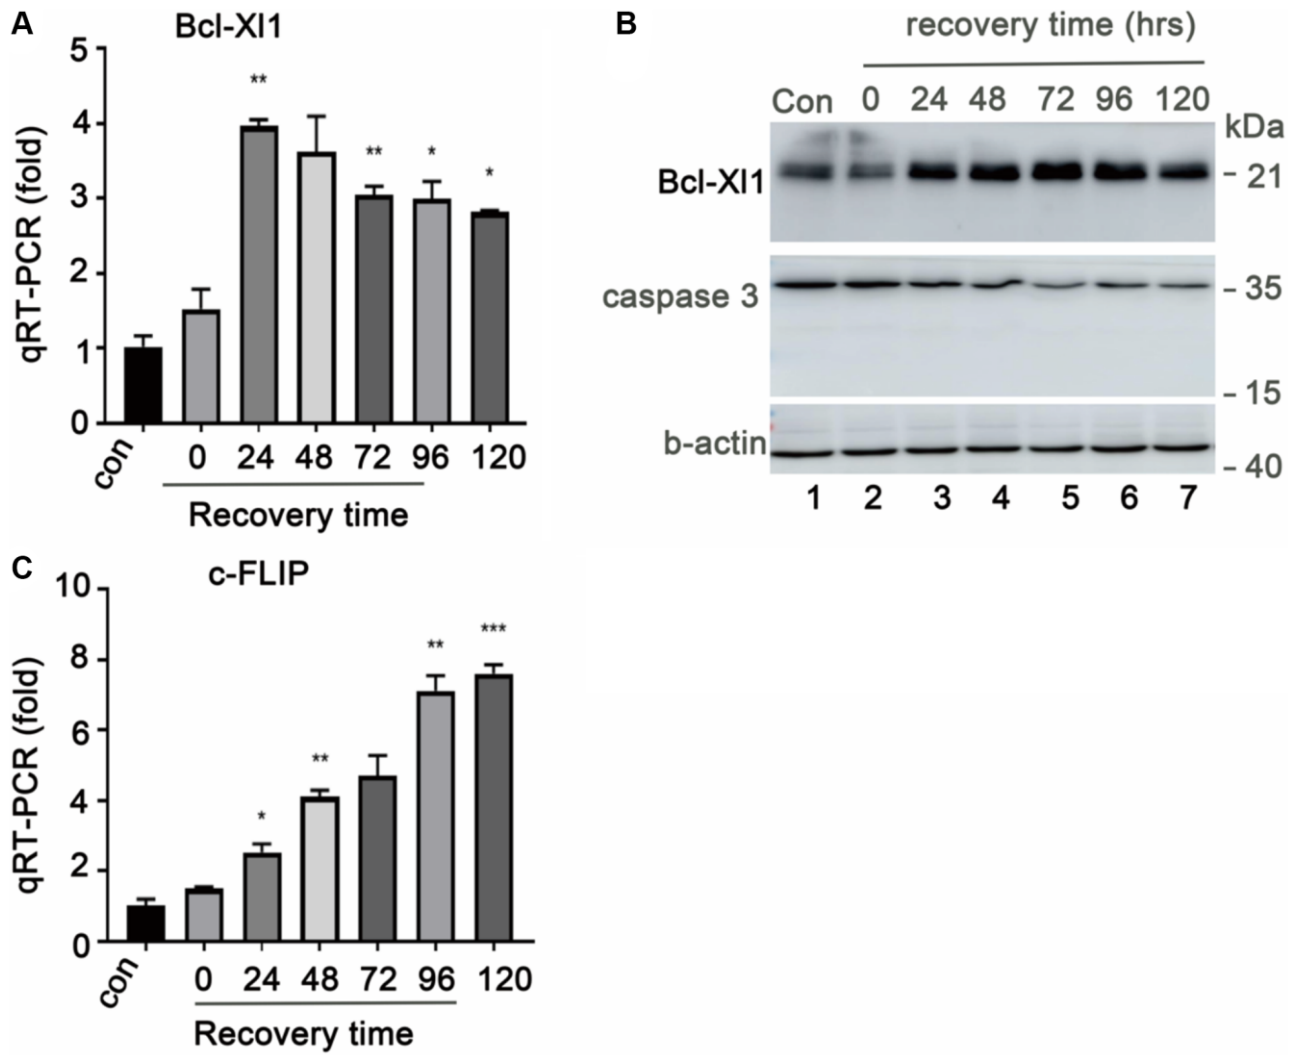 A
Bcl-Xl1
qRT-PCR (fold)
5
4
3
2
1
0
**
**
*
*
con 0 24 48 72 96 120
Recovery time
B
recovery time (hrs)
Con 0 24 48 72 96 120
kDa
Bcl-Xl1
- 21
caspase 3
- 35
- 15
b-actin
- 40
1 2 3 4 5 6 7
C
c-FLIP
qRT-PCR (fold)
10
8
6
4
2
0
*
**
**
***
con 0 24 48 72 96 120
Recovery time